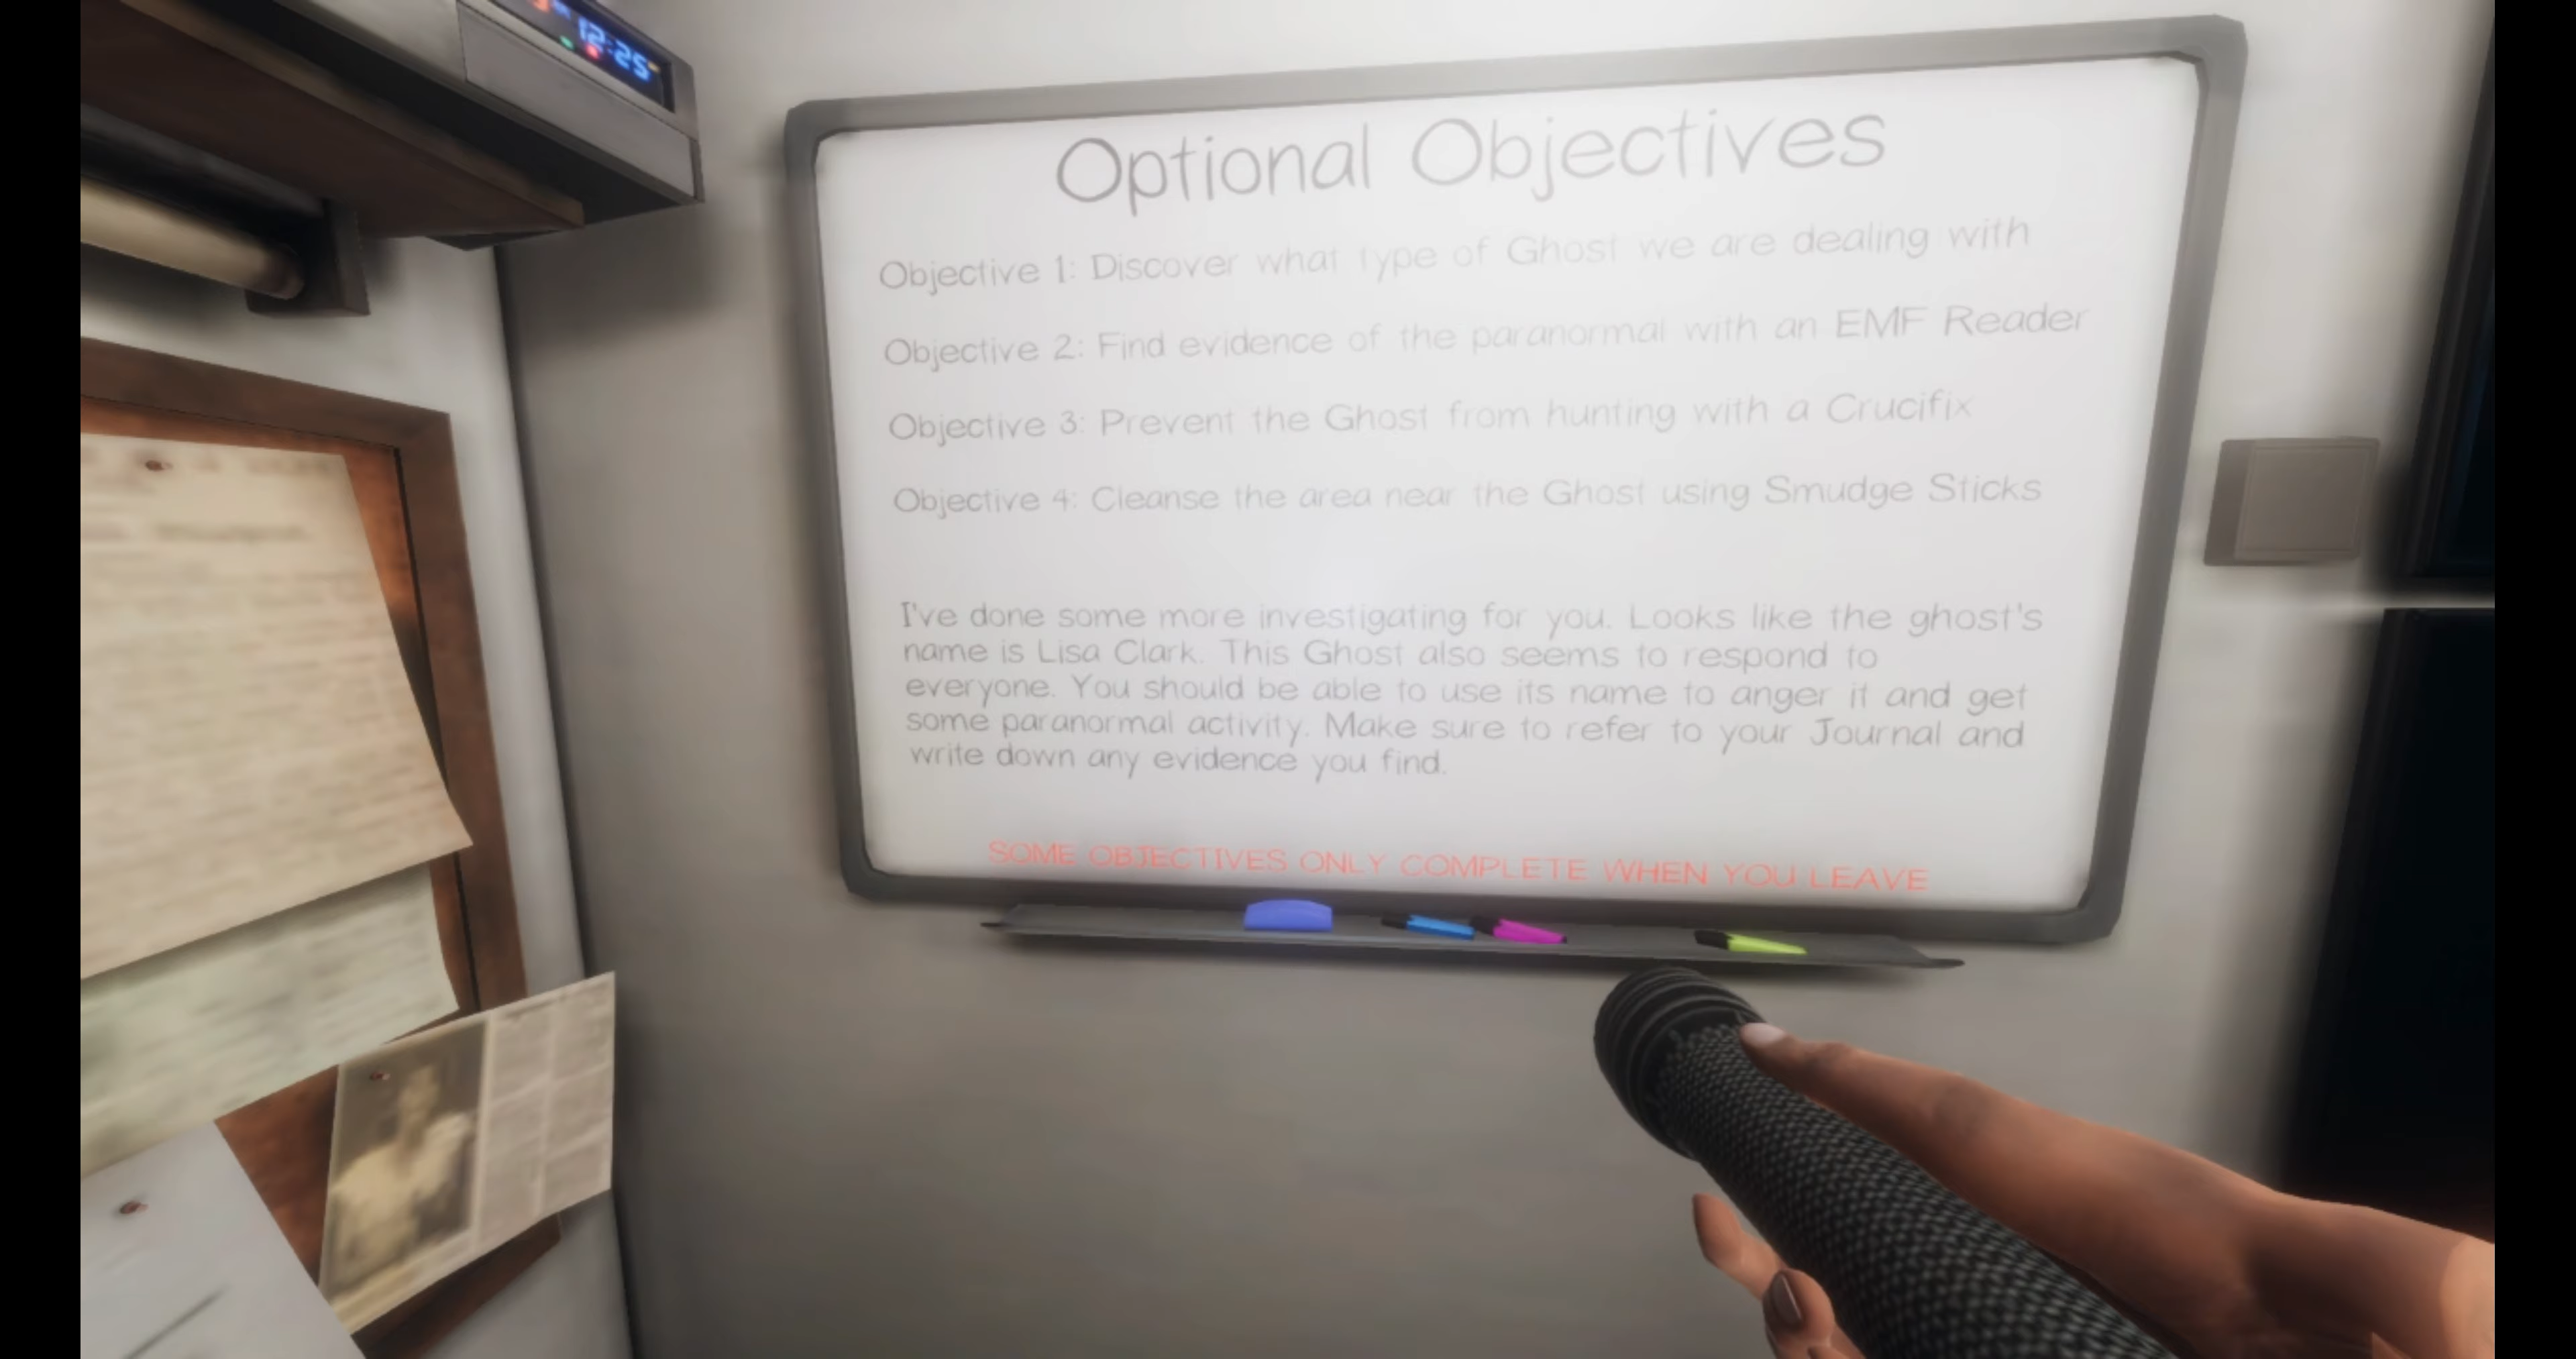 12:25
Optional Objectives
Objective 1: Discover what type of Ghost we are dealing with
Objective 2: Find evidence of the paranormal with an EMF Reader
Objective 3: Prevent the Ghost from hunting with a Crucifix
Objective 4: Cleanse the area near the Ghost using Smudge Sticks
I've done some more investigating for you. Looks like the ghost's
name is Lisa Clark. This Ghost also seems to respond to
everyone. You should be able to use its name to anger it and get
some paranormal activity. Make sure to refer to your Journal and
write down any evidence you find.
SOME OBJECTIVES ONLY COMPLETE WHEN YOU LEAVE